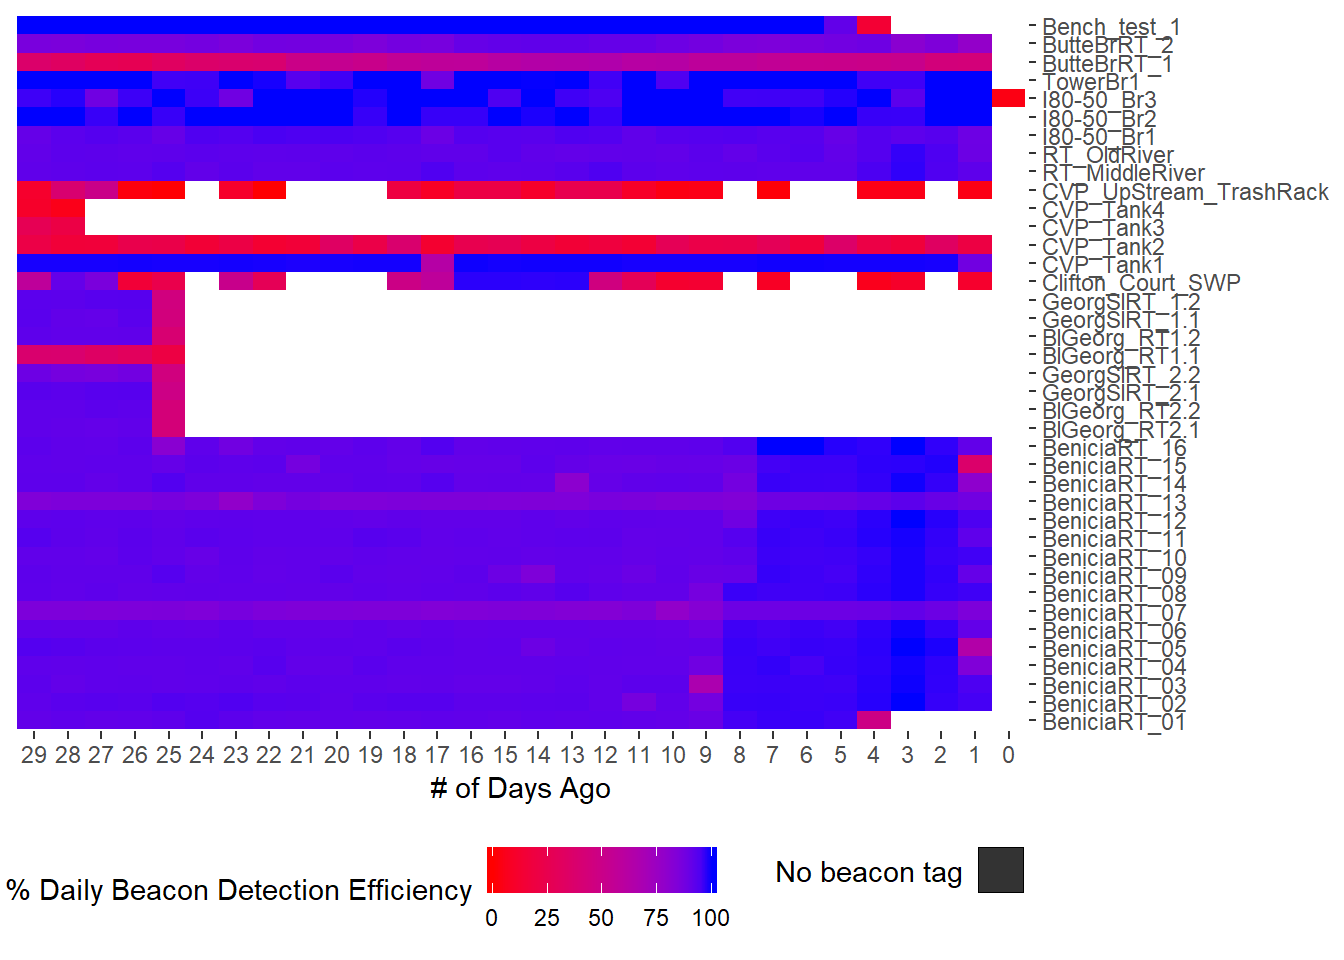 Bench_test_1
ButteBrRT_2
ButteBrRT_1
TowerBr1
I80-50_Br3
I80-50_Br2
I80-50_Br1
RT_OldRiver
RT_MiddleRiver
CVP_UpStream_TrashRack
CVP_Tank4
CVP_Tank3
CVP_Tank2
CVP_Tank1
Clifton_Court_SWP
GeorgSlRT_1.2
GeorgSlRT_1.1
BlGeorg_RT1.2
BlGeorg_RT1.1
GeorgSlRT_2.2
GeorgSlRT_2.1
BlGeorg_RT2.2
BlGeorg_RT2.1
BeniciaRT_16
BeniciaRT_15
BeniciaRT_14
BeniciaRT_13
BeniciaRT_12
BeniciaRT_11
BeniciaRT_10
BeniciaRT_09
BeniciaRT_08
BeniciaRT_07
BeniciaRT_06
BeniciaRT_05
BeniciaRT_04
BeniciaRT_03
BeniciaRT_02
BeniciaRT_01
29 28 27 26 25 24 23 22 21 20 19 18 17 16 15 14 13 12 11 10 9 8 7 6 5 4 3 2 1 0
# of Days Ago
% Daily Beacon Detection Efficiency
0 25 50 75 100
No beacon tag